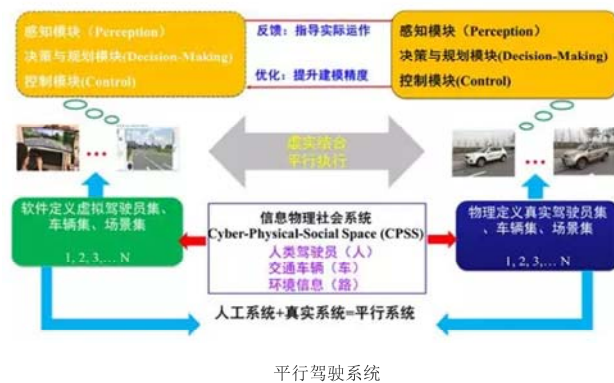 感知模块（Perception）
决策与规划模块(Decision-Making)
控制模块(Control)
反馈：指导实际运作
优化：提升建模精度
感知模块（Perception）
决策与规划模块(Decision-Making)
控制模块(Control)
虚实结合
平行执行
软件定义虚拟驾驶员集、
车辆集、场景集
1, 2, 3,… N
信息物理社会系统
Cyber-Physical-Social Space (CPSS)
人类驾驶员（人）
交通车辆（车）
环境信息（路）
物理定义真实驾驶员集
、车辆集、场景集
1, 2, 3,… N
人工系统+真实系统=平行系统
平行驾驶系统